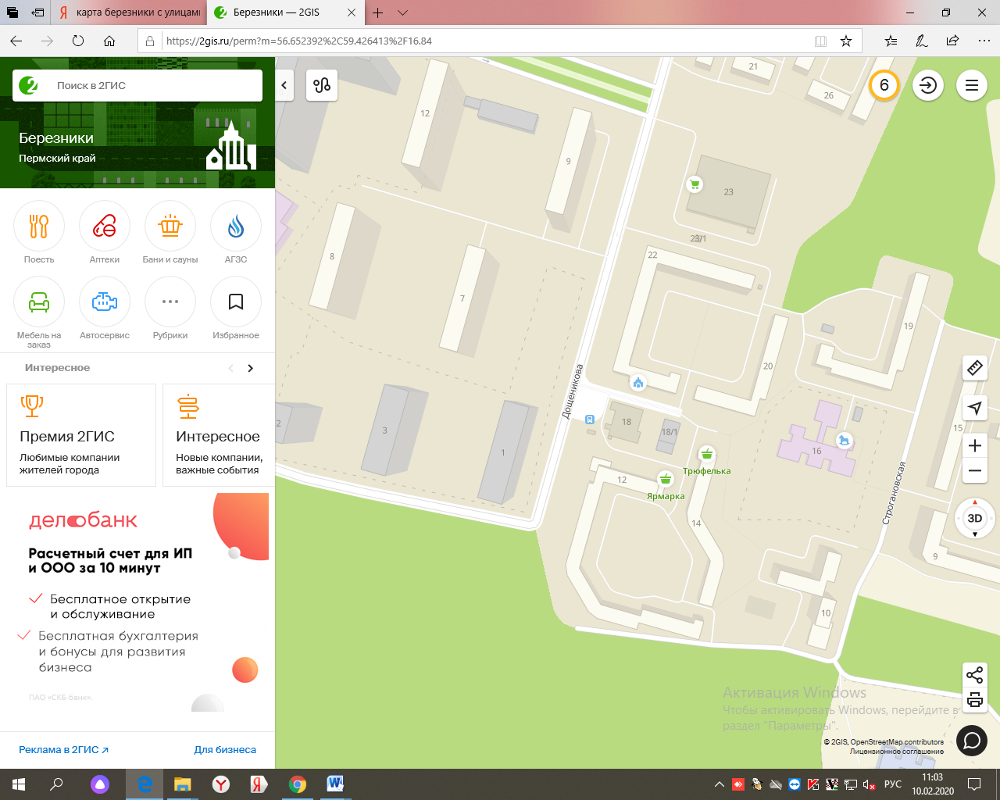 карта березники с улицами
Березники — 2GIS
https://2gis.ru/perm?m=56.652392%2C59.426413%2F16.84
Поиск в 2ГИС
Березники
Пермский край
Поесть
Аптеки
Бани и сауны
АГЗС
Мебель на
заказ
Автосервис
Рубрики
Избранное
Интересное
Премия 2ГИС
Любимые компании
жителей города
Интересное
Новые компании,
важные события
делобанк
Расчетный счет для ИП
и ООО за 10 минут
Бесплатное открытие
и обслуживание
Бесплатная бухгалтерия
и бонусы для развития
бизнеса
ПАО «СКБ-банк».
Реклама в 2ГИС ↗
Для бизнеса
6
21
26
12
9
23
23/1
22
8
7
19
20
Дощеникова
2
3
1
18
18/1
15
16
Трюфелька
12
Ярмарка
Строгановская
14
3D
9
10
Активация Windows
Чтобы активировать Windows, перейдите в
раздел "Параметры".
© 2GIS, OpenStreetMap contributors
Лицензионное соглашение
РУС
11:03
10.02.2020